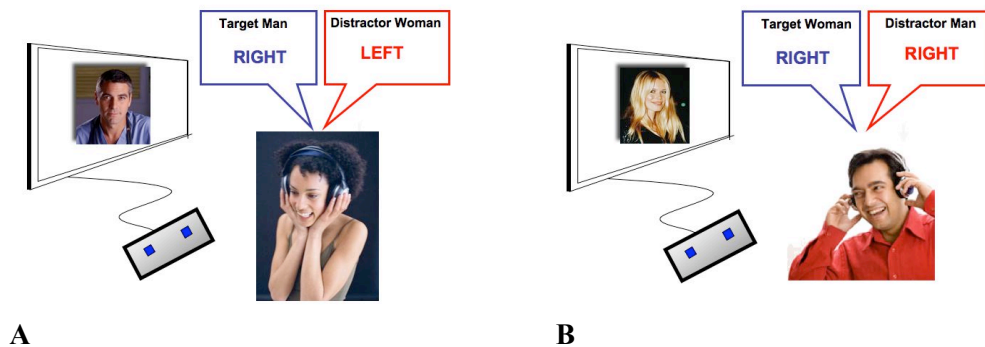 Target Man
RIGHT
Distractor Woman
LEFT
Target Woman
RIGHT
Distractor Man
RIGHT
A
B